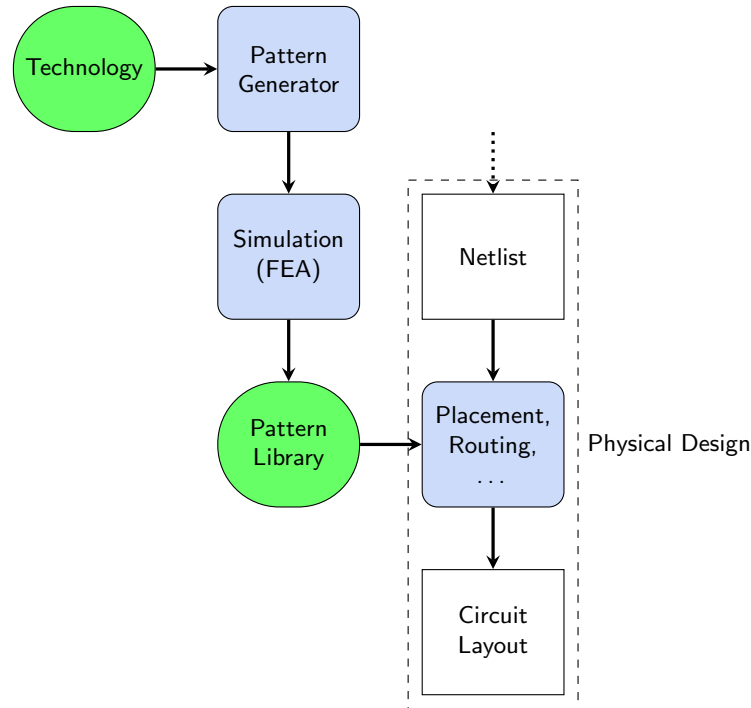 Technology
Pattern
Generator
Simulation
(FEA)
Netlist
Pattern
Library
Placement,
Routing,
. . .
Physical Design
Circuit
Layout